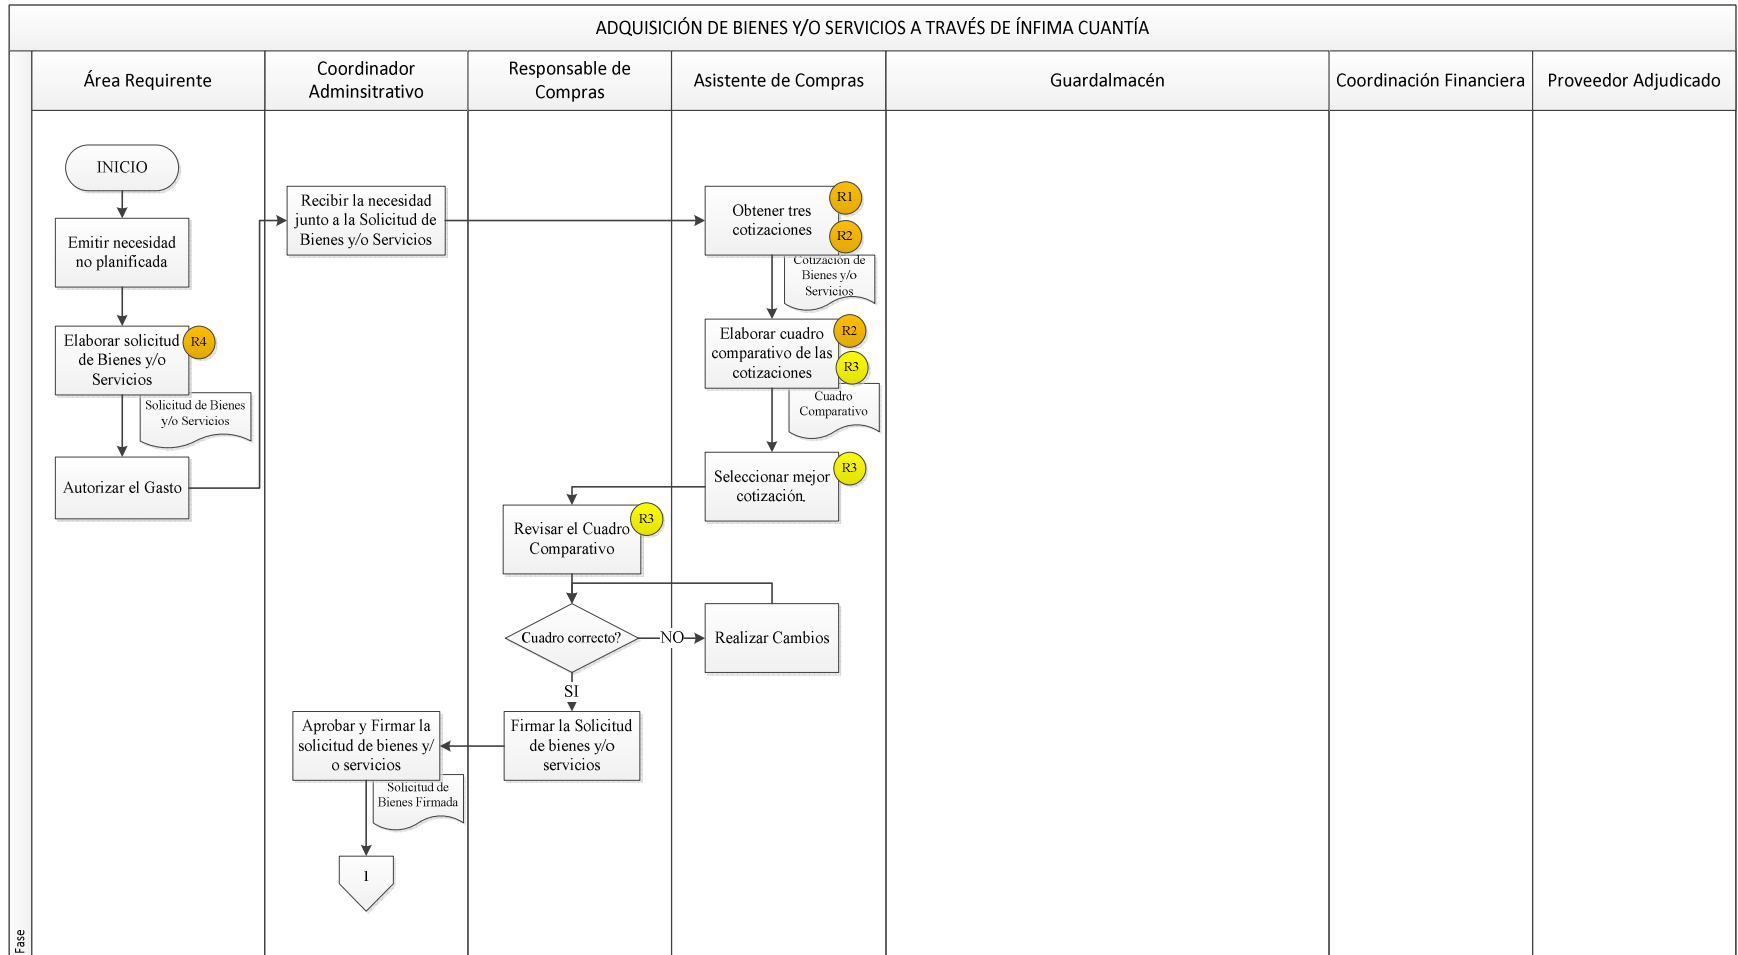 ADQUISICIÓN DE BIENES Y/O SERVICIOS A TRAVÉS DE ÍNFIMA CUANTÍA
Área Requirente
Coordinador
Adminsitrativo
Responsable de
Compras
Asistente de Compras
Guardalmacén
Coordinación Financiera
Proveedor Adjudicado
INICIO
Emitir necesidad
no planificada
Elaborar solicitud
de Bienes y/o
Servicios
R4
Solicitud de Bienes
y/o Servicios
Autorizar el Gasto
Recibir la necesidad
junto a la Solicitud de
Bienes y/o Servicios
Obtener tres
cotizaciones
R1
R2
Cotización de
Bienes y/o
Servicios
Elaborar cuadro
comparativo de las
cotizaciones
R2
R3
Cuadro
Comparativo
Seleccionar mejor
cotización.
R3
Revisar el Cuadro
Comparativo
R3
Cuadro correcto?
NO
Realizar Cambios
SI
Firmar la Solicitud
de bienes y/o
servicios
Aprobar y Firmar la
solicitud de bienes y/
o servicios
Solicitud de
Bienes Firmada
1
Fase